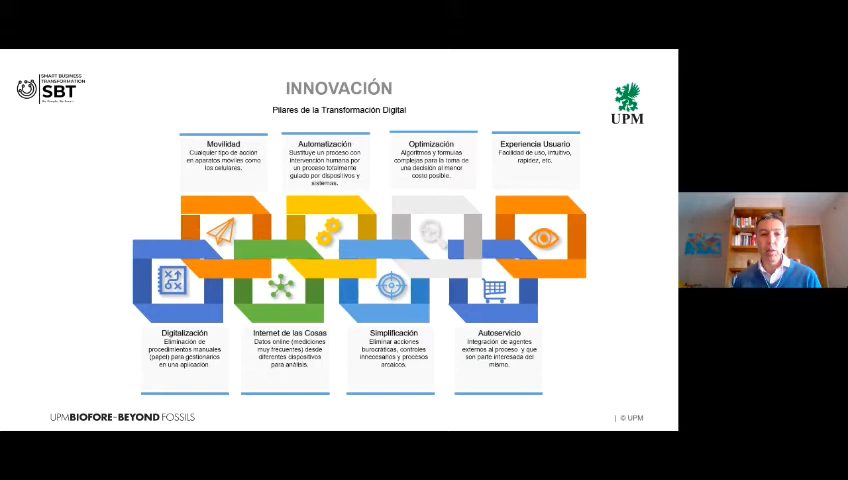 SMART BUSINESS
TRANSFORMATION
SBT
INNOVACIÓN
Pilares de la Transformación Digital
UPM
Movilidad
Cualquier tipo de acción
en aparatos móviles como
los celulares.
Automatización
Sustituye un proceso con
intervención humana por
un proceso totalmente
guiado por dispositivos y
sistemas.
Optimización
Algoritmos y formulas
complejas para la toma de
una decisión al menor
costo posible.
Experiencia Usuario
Facilidad de uso, intuitivo,
rapidez, etc.
Digitalización
Eliminación de
procedimientos manuales
(papel) para gestionarlos
en una aplicación.
Internet de las Cosas
Datos online (mediciones
muy frecuentes) desde
diferentes dispositivos
para análisis.
Simplificación
Eliminar acciones
burocráticas, controles
innecesarios y procesos
arcaicos.
Autoservicio
Integración de agentes
externos al proceso y que
son parte interesada del
mismo.
UPM BIOFORE–BEYOND FOSSILS
| © UPM